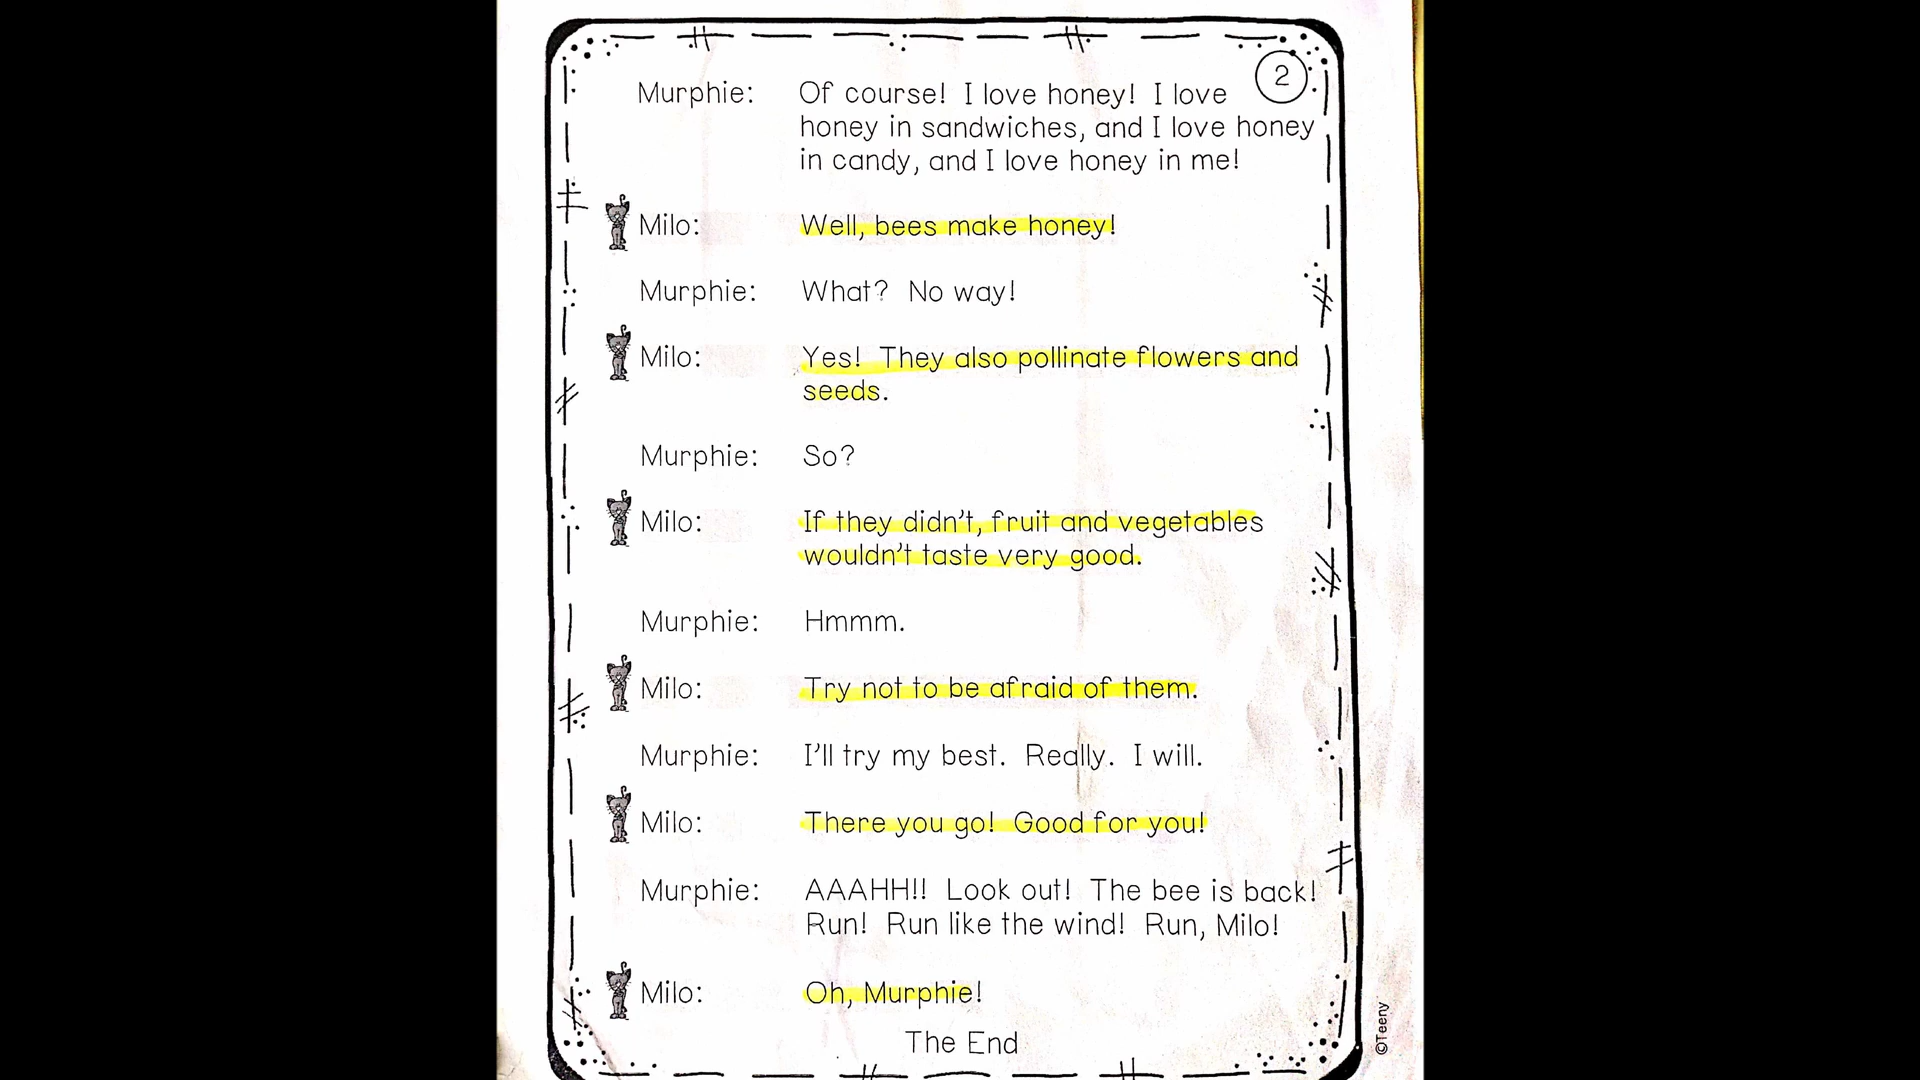 2
Murphie: Of course! I love honey! I love
honey in sandwiches, and I love honey
in candy, and I love honey in me!
Milo: Well, bees make honey!
Murphie: What? No way!
Milo: Yes! They also pollinate flowers and
seeds.
Murphie: So?
Milo: If they didn't, fruit and vegetables
wouldn't taste very good.
Murphie: Hmmm.
Milo: Try not to be afraid of them.
Murphie: I'll try my best. Really. I will.
Milo: There you go! Good for you!
Murphie: AAAHH!! Look out! The bee is back!
Run! Run like the wind! Run, Milo!
Milo: Oh, Murphie!
The End
©Teeny